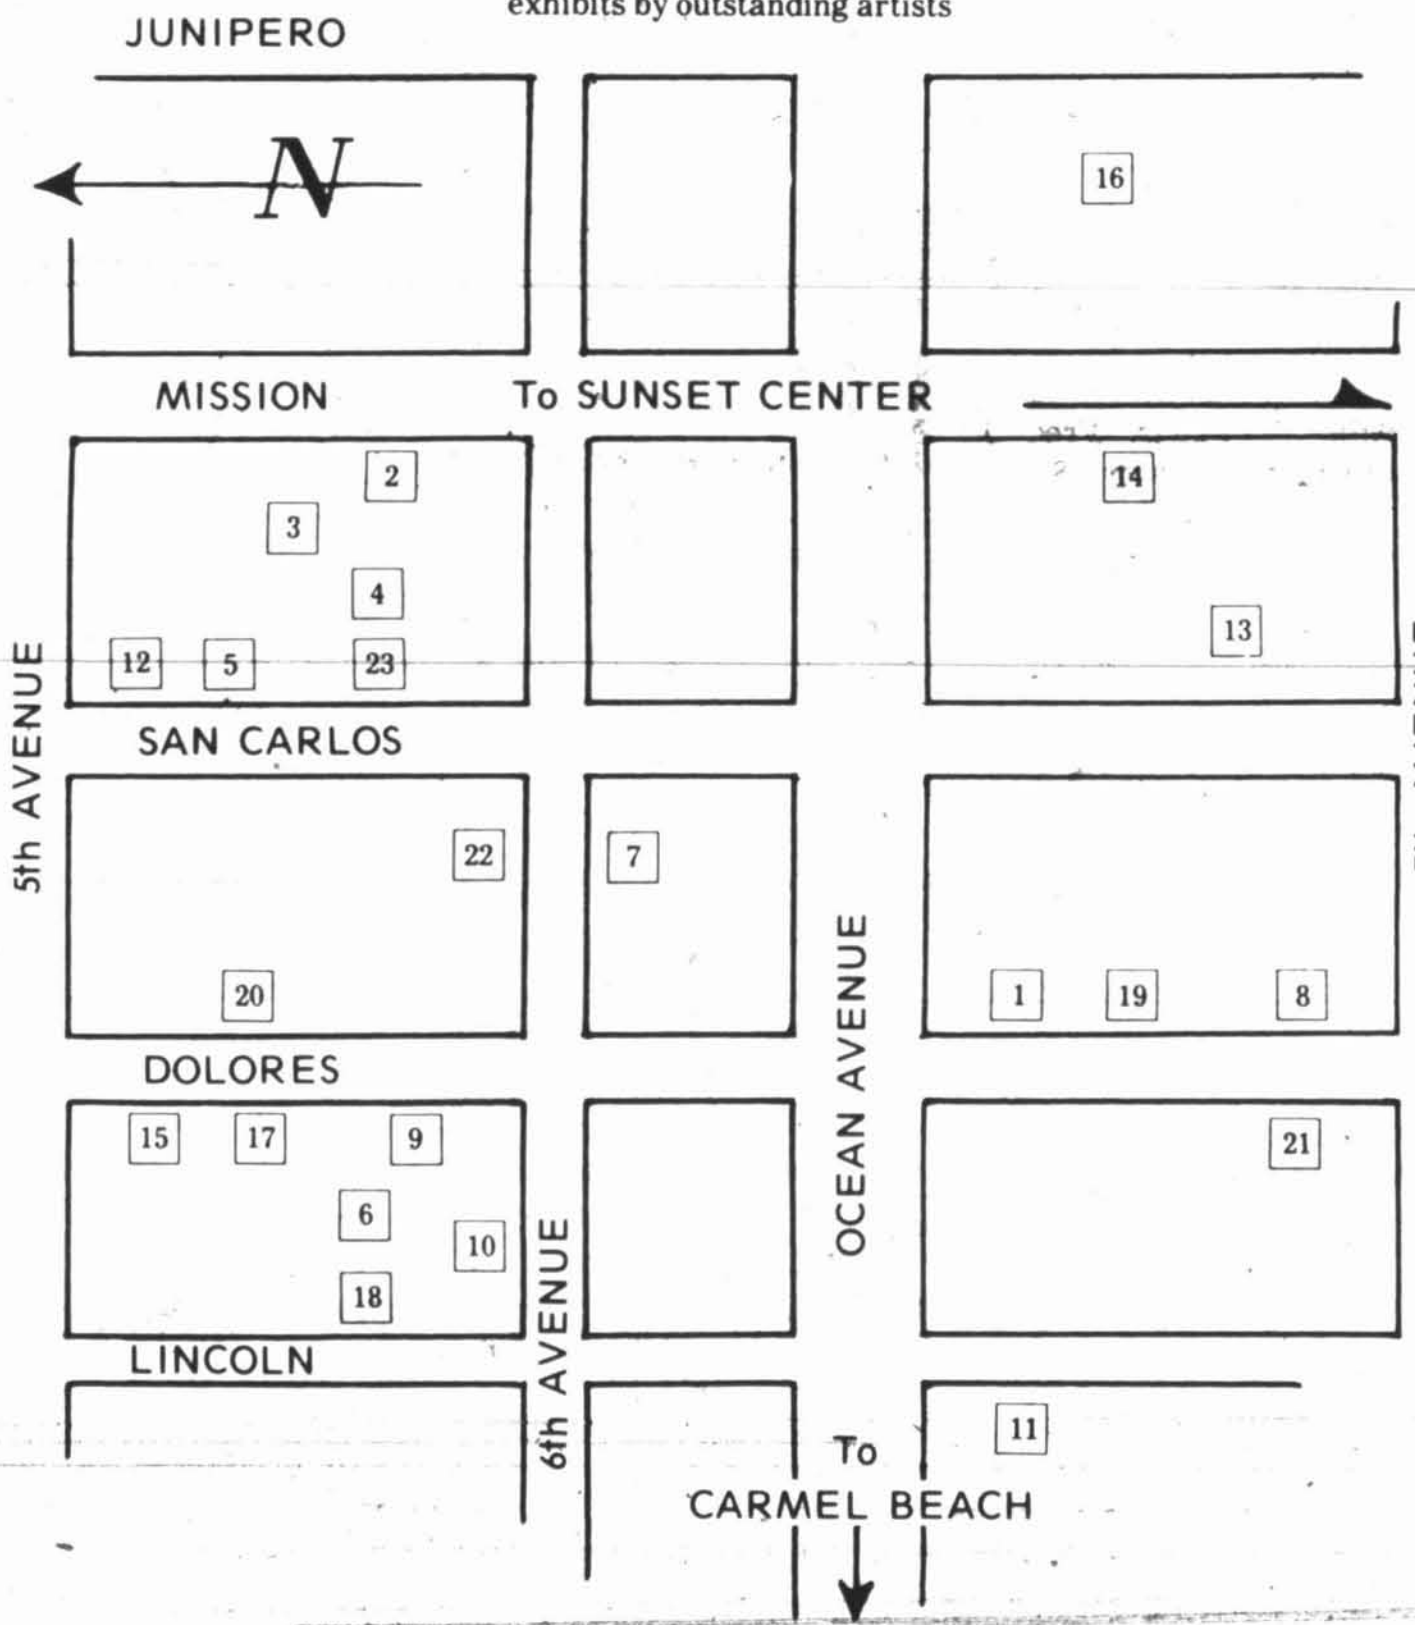 exhibits by outstanding artists
JUNIPERO
N
16
MISSION To SUNSET CENTER
2
14
3
4
13
12 5 23
5th AVENUE
SAN CARLOS
22 7
20 1 19 8
OCEAN AVENUE
DOLORES
15 17 9 21
6
10
18
6th AVENUE
LINCOLN
11
To
CARMEL BEACH